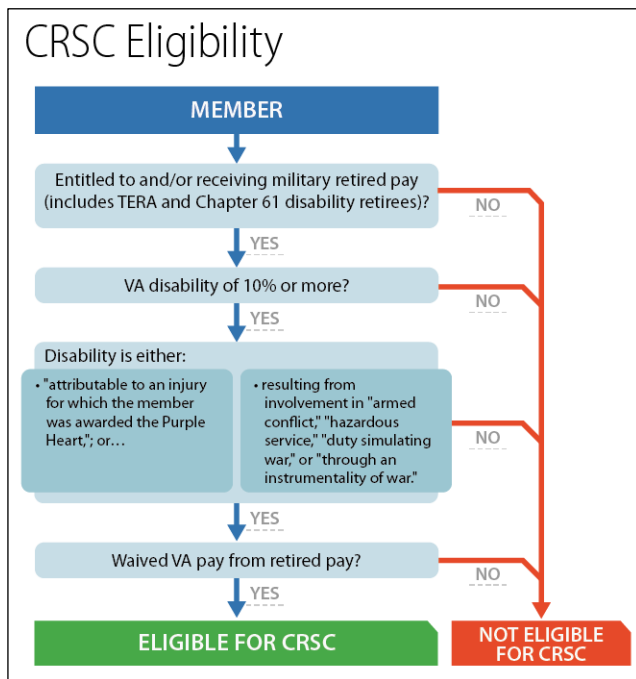 CRSC Eligibility
MEMBER
Entitled to and/or receiving military retired pay
(includes TERA and Chapter 61 disability retirees)?
NO
YES
VA disability of 10% or more?
NO
YES
Disability is either:
• "attributable to an injury
for which the member
was awarded the Purple
Heart,"; or…
• resulting from
involvement in "armed
conflict," "hazardous
service," "duty simulating
war," or "through an
instrumentality of war."
NO
YES
Waived VA pay from retired pay?
NO
YES
ELIGIBLE FOR CRSC
NOT ELIGIBLE
FOR CRSC